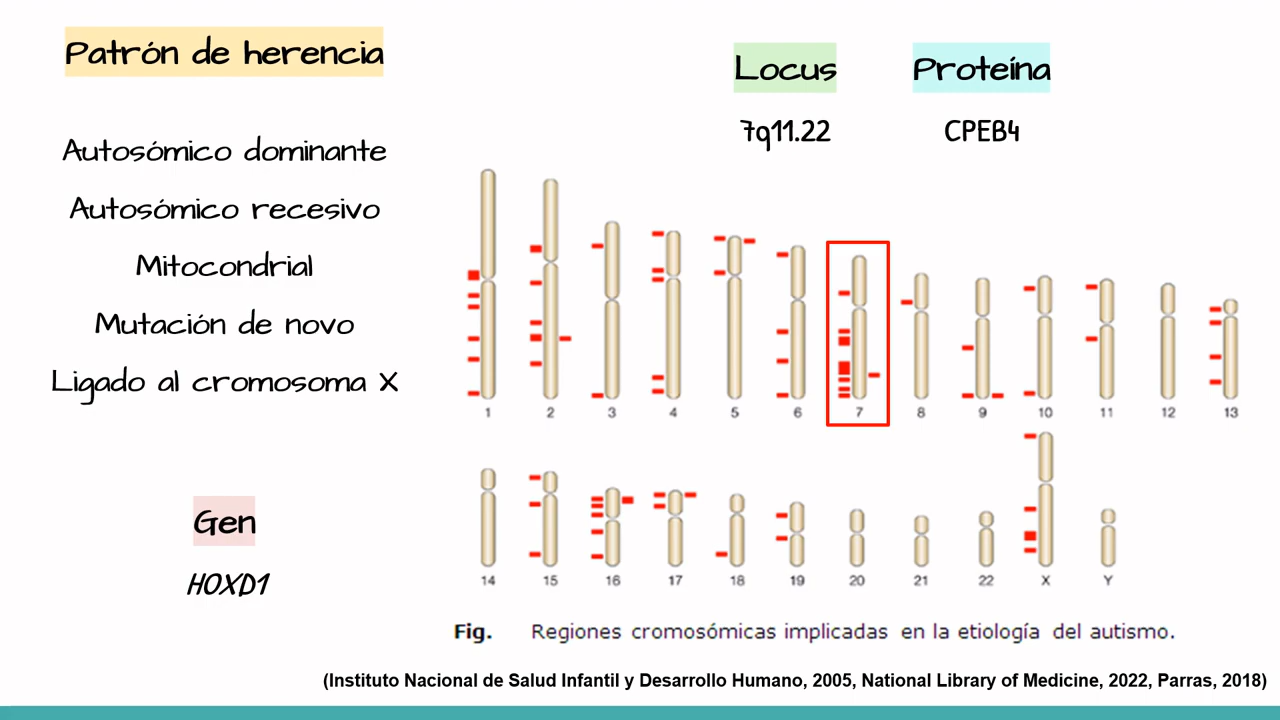 Patrón de herencia
Autosómico dominante
Autosómico recesivo
Mitocondrial
Mutación de novo
Ligado al cromosoma X
Gen
HOXD1
Locus
7q11.22
Proteína
CPEB4
1 2 3 4 5 6 7 8 9 10 11 12 13
14 15 16 17 18 19 20 21 22 X Y
Fig. Regiones cromosómicas implicadas en la etiología del autismo.
(Instituto Nacional de Salud Infantil y Desarrollo Humano, 2005, National Library of Medicine, 2022, Parras, 2018)